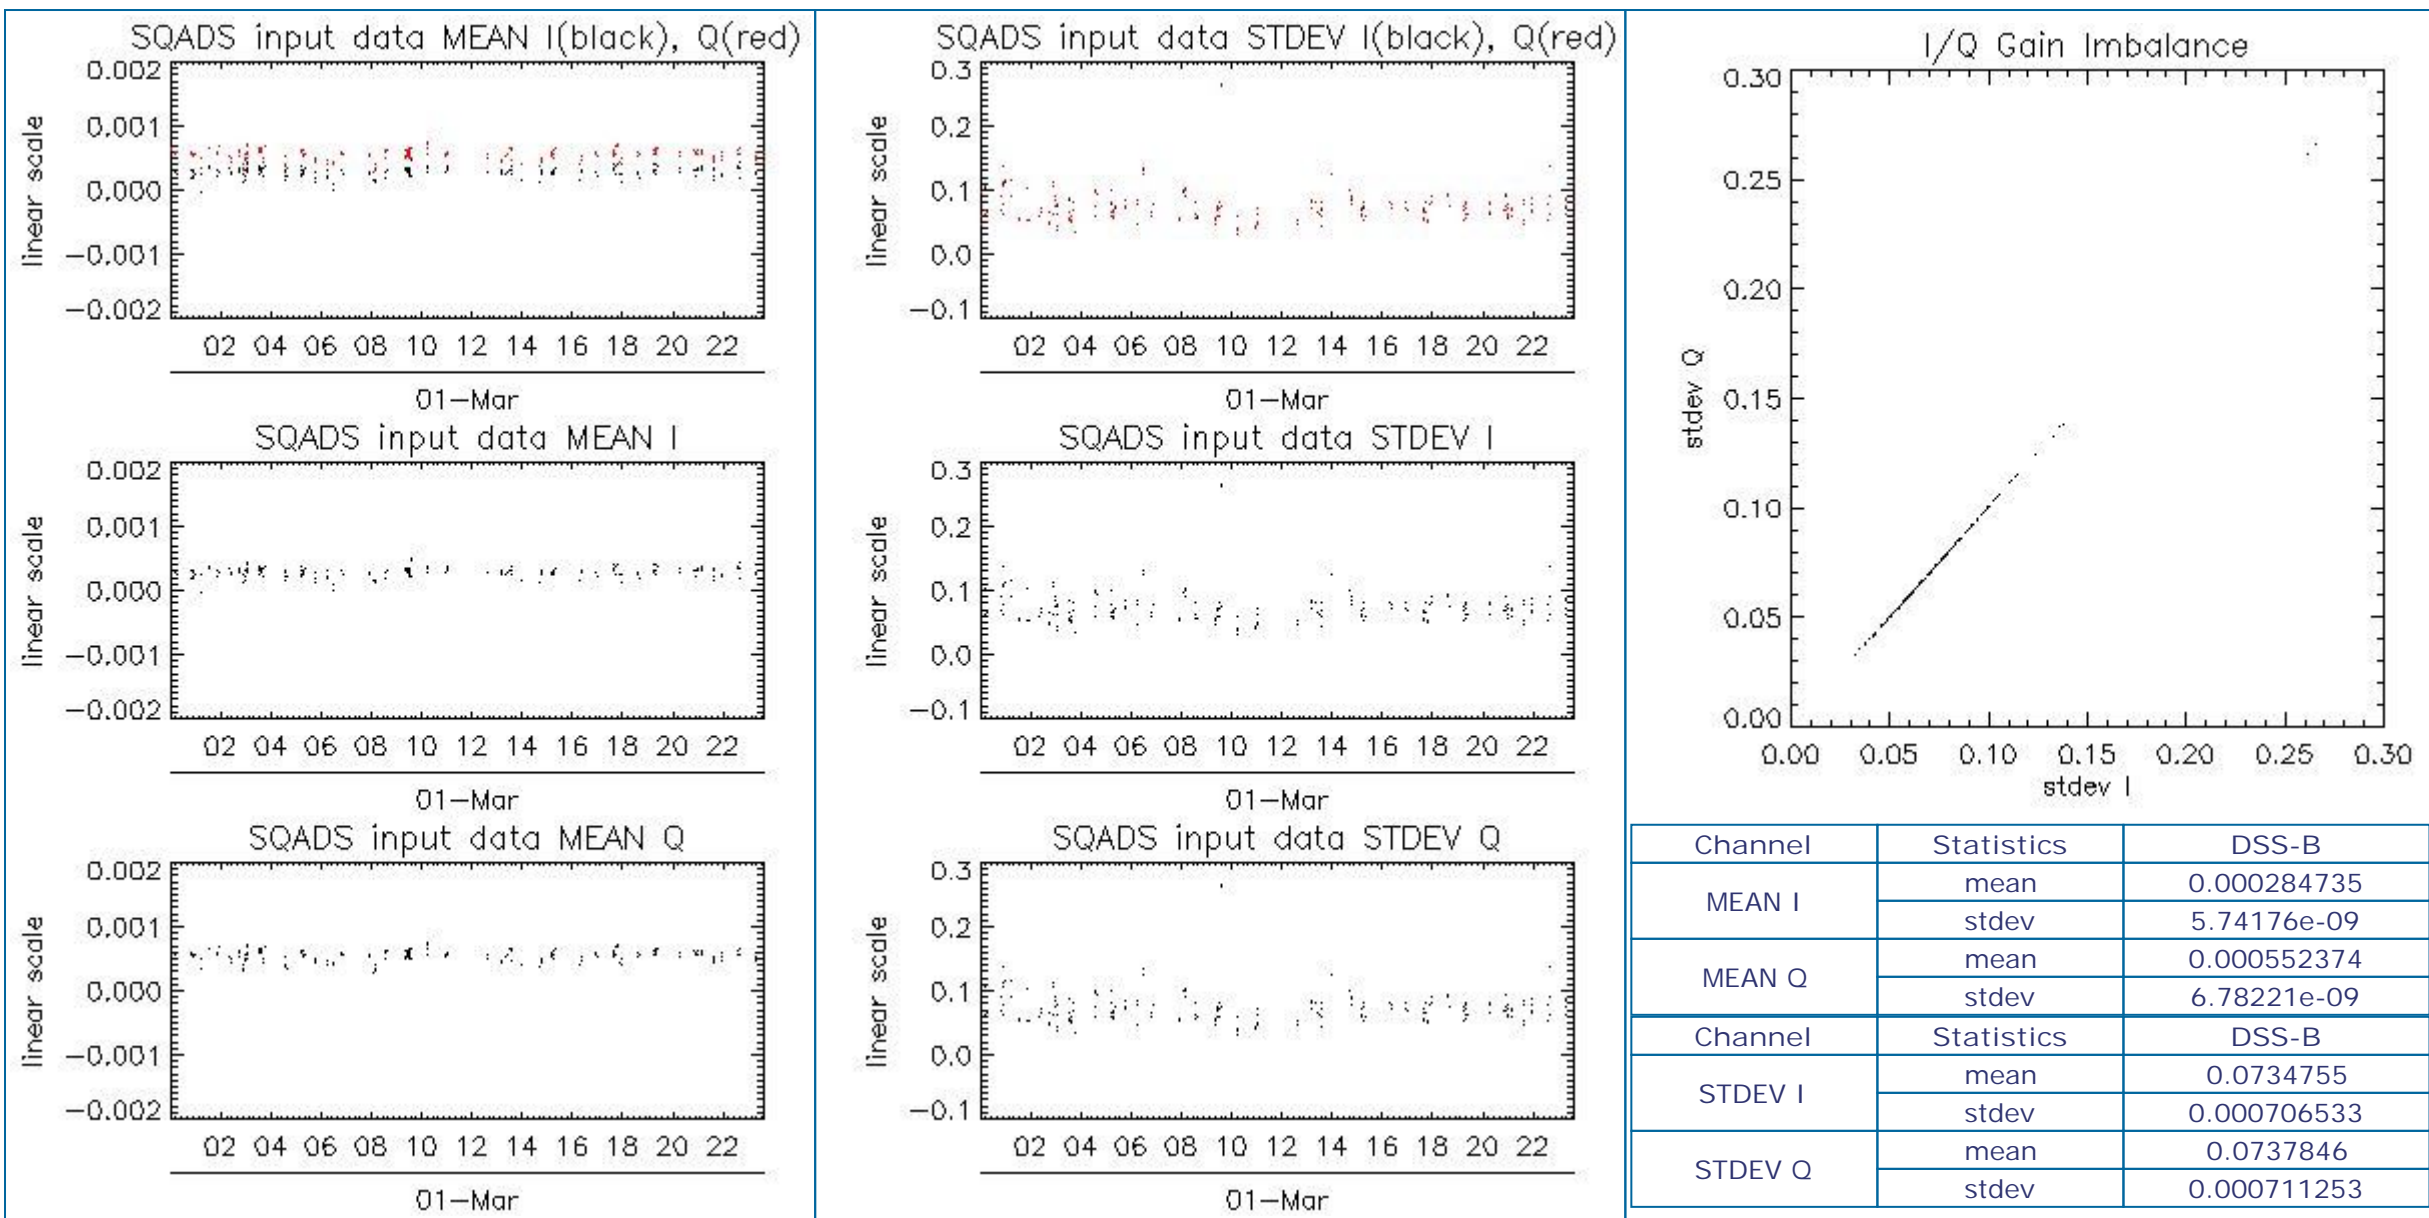 SQADS input data MEAN I(black), Q(red)
0.002
0.001
0.000
-0.001
-0.002
linear scale
02 04 06 08 10 12 14 16 18 20 22
01-Mar
SQADS input data MEAN I
0.002
0.001
0.000
-0.001
-0.002
linear scale
02 04 06 08 10 12 14 16 18 20 22
01-Mar
SQADS input data MEAN Q
0.002
0.001
0.000
-0.001
-0.002
linear scale
02 04 06 08 10 12 14 16 18 20 22
01-Mar
SQADS input data STDEV I(black), Q(red)
0.3
0.2
0.1
0.0
-0.1
linear scale
02 04 06 08 10 12 14 16 18 20 22
01-Mar
SQADS input data STDEV I
0.3
0.2
0.1
0.0
-0.1
linear scale
02 04 06 08 10 12 14 16 18 20 22
01-Mar
SQADS input data STDEV Q
0.3
0.2
0.1
0.0
-0.1
linear scale
02 04 06 08 10 12 14 16 18 20 22
01-Mar
I/Q Gain Imbalance
0.30
0.25
0.20
0.15
0.10
0.05
0.00
stdev Q
0.00 0.05 0.10 0.15 0.20 0.25 0.30
stdev I
Channel Statistics DSS-B
MEAN I mean 0.000284735
stdev 5.74176e-09
MEAN Q mean 0.000552374
stdev 6.78221e-09
Channel Statistics DSS-B
STDEV I mean 0.0734755
stdev 0.000706533
STDEV Q mean 0.0737846
stdev 0.000711253